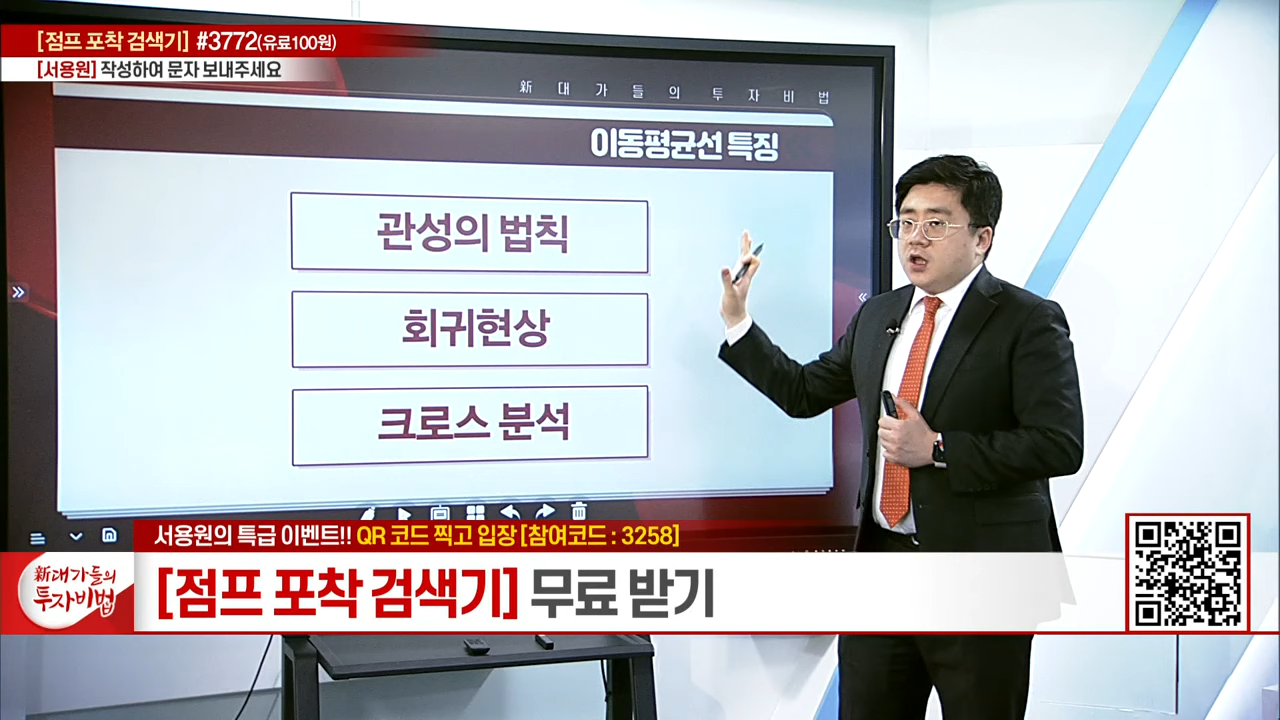 [점프 포착 검색기] #3772(유료100원)
[서용원] 작성하여 문자 보내주세요
新 대가들의 투자비법
이동평균선 특징
관성의 법칙
회귀현상
크로스 분석
서용원의 특급 이벤트!! QR 코드 찍고 입장 [참여코드 : 3258]
新대가들의
투자비법
[점프 포착 검색기] 무료 받기